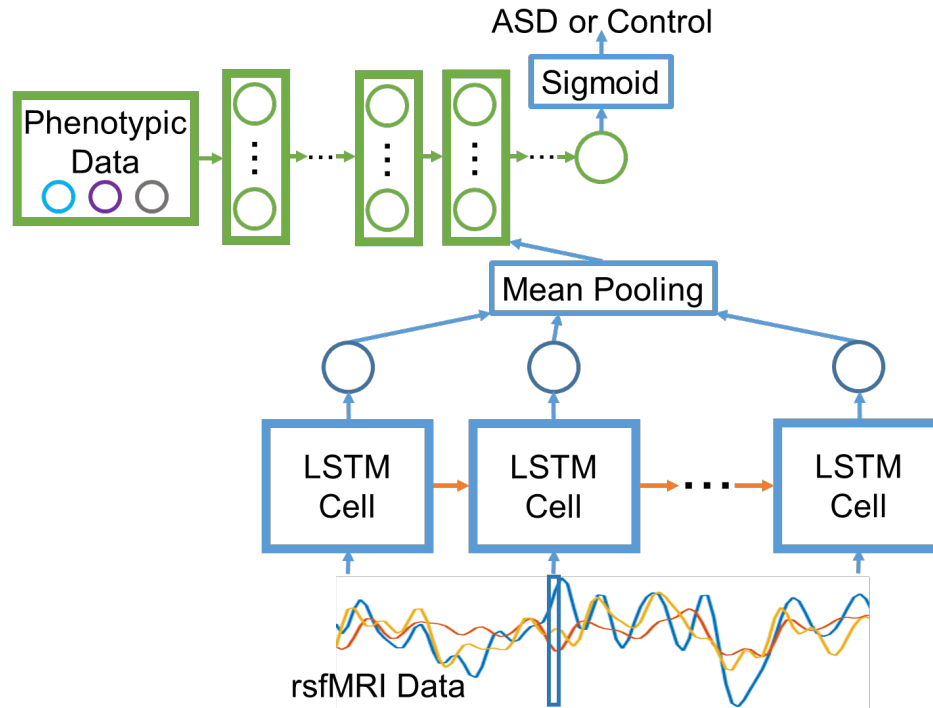 ASD or Control
Sigmoid
Phenotypic
Data
Mean Pooling
LSTM
Cell
LSTM
Cell
LSTM
Cell
rsfMRI Data